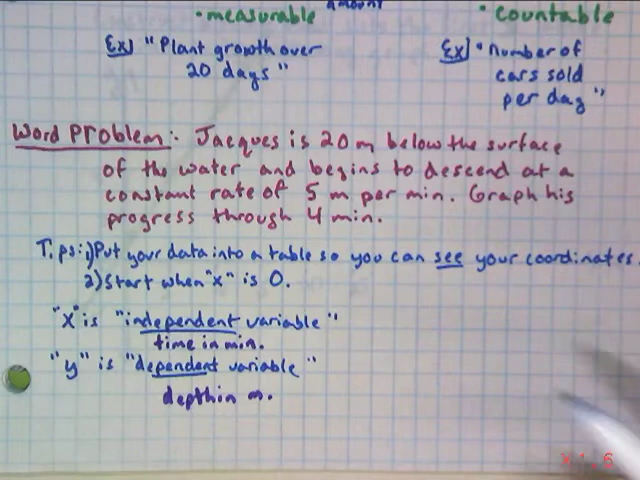 amount
• measurable
• countable
Ex) "Plant growth over
20 days"
Ex) "Number of
cars sold
per day"
Word Problem:. Jacques is 20 m below the surface
of the water and begins to descend at a
constant rate of 5 m per min. Graph his
progress through 4 min.
Tips: 1) Put your data into a table so you can see your coordinates.
2) Start when "x" is 0.
"x" is "independent variable"
time in min.
"y" is "dependent variable"
depth in m.